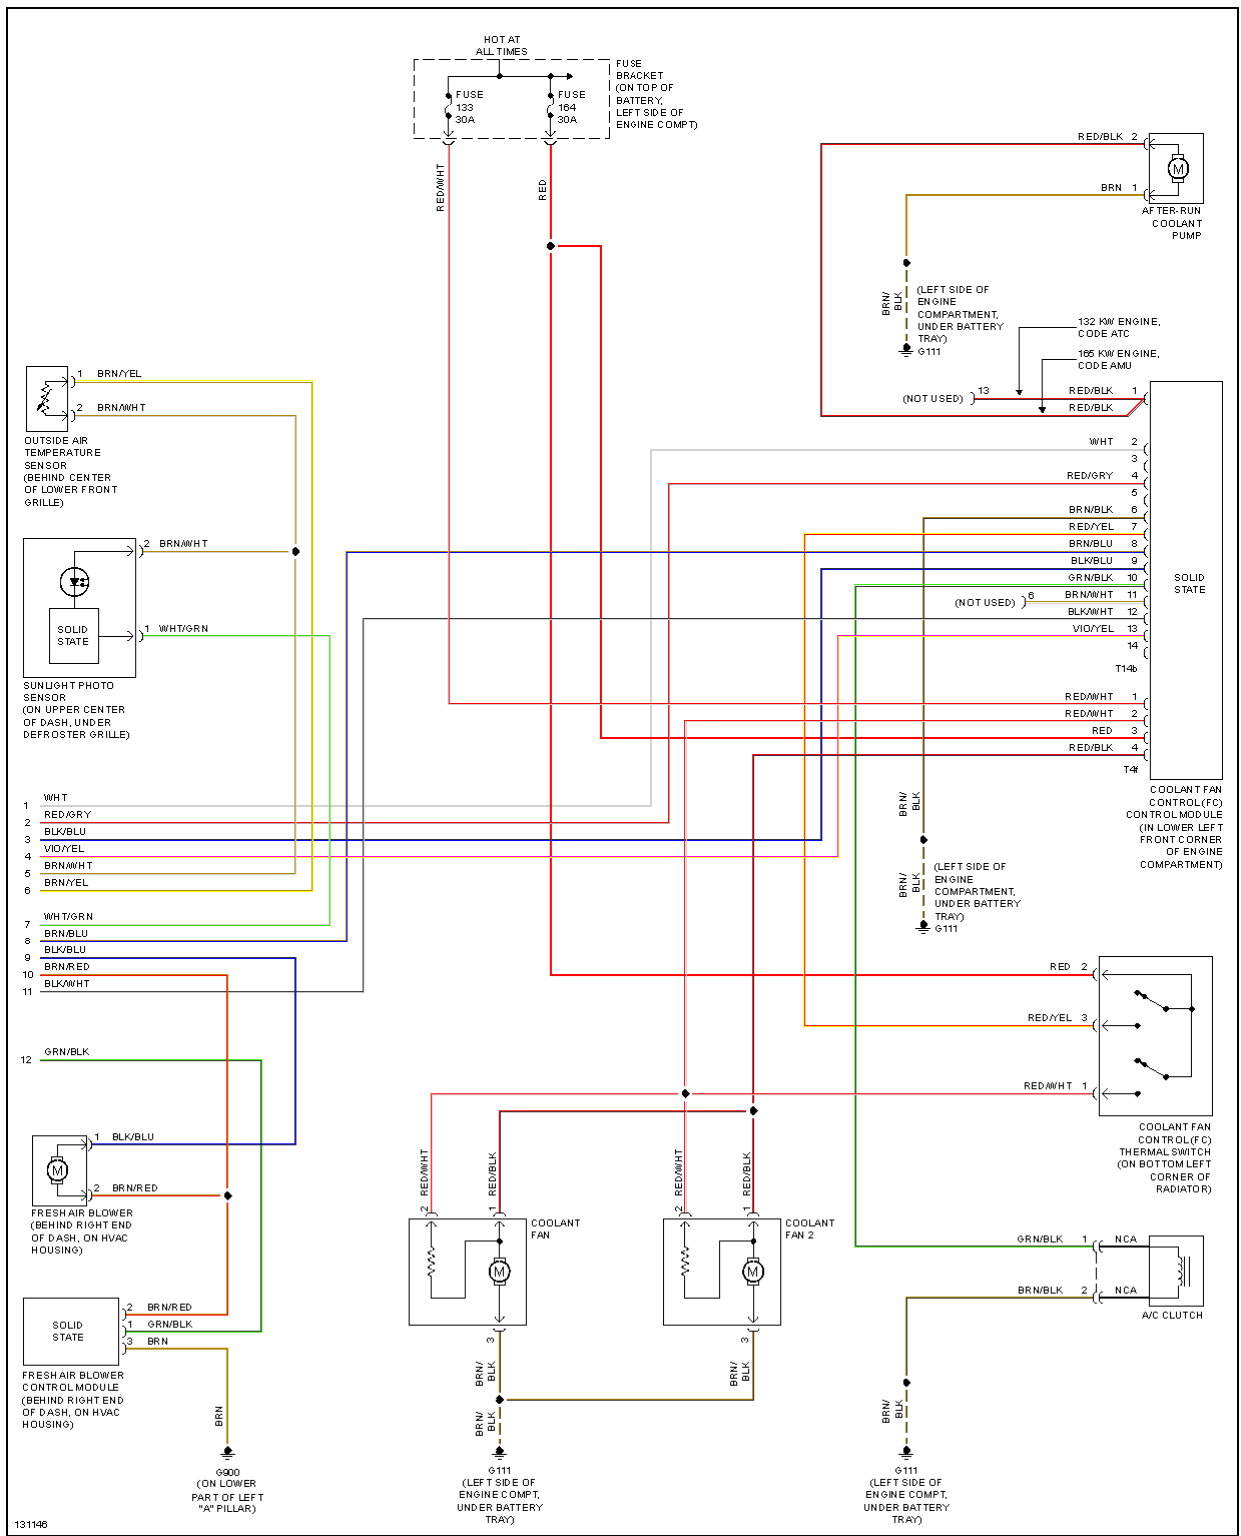 HOT AT
ALL TIMES
FUSE
133
30A
FUSE
164
30A
FUSE
BRACKET
(ON TOP OF
BATTERY,
LEFT SIDE OF
ENGINE COMPT)
RED/WHT
RED
RED/BLK 2
BRN 1
M
AFTER-RUN
COOLANT
PUMP
BRN/
BLK
(LEFT SIDE OF
ENGINE
COMPARTMENT,
UNDER BATTERY
TRAY)
G111
132 KW ENGINE,
CODE ATC
165 KW ENGINE,
CODE AMU
(NOT USED) 13
RED/BLK 1
RED/BLK
WHT 2
3
RED/GRY 4
5
BRN/BLK 6
RED/YEL 7
BRN/BLU 8
BLK/BLU 9
GRN/BLK 10
(NOT USED) 6 BRN/WHT 11
BLK/WHT 12
VIO/YEL 13
14
T14b
RED/WHT 1
RED/WHT 2
RED 3
RED/BLK 4
T4f
SOLID
STATE
COOLANT FAN
CONTROL (FC)
CONTROL MODULE
(IN LOWER LEFT
FRONT CORNER
OF ENGINE
COMPARTMENT)
1 BRN/YEL
2 BRN/WHT
OUTSIDE AIR
TEMPERATURE
SENSOR
(BEHIND CENTER
OF LOWER FRONT
GRILLE)
2 BRN/WHT
1 WHT/GRN
SOLID
STATE
SUNLIGHT PHOTO
SENSOR
(ON UPPER CENTER
OF DASH, UNDER
DEFROSTER GRILLE)
1 WHT
2 RED/GRY
3 BLK/BLU
4 VIO/YEL
5 BRN/WHT
6 BRN/YEL
7 WHT/GRN
8 BRN/BLU
9 BLK/BLU
10 BRN/RED
11 BLK/WHT
12 GRN/BLK
BRN/
BLK
BRN/
BLK
(LEFT SIDE OF
ENGINE
COMPARTMENT,
UNDER BATTERY
TRAY)
G111
RED 2
RED/YEL 3
RED/WHT 1
COOLANT FAN
CONTROL (FC)
THERMAL SWITCH
(ON BOTTOM LEFT
CORNER OF
RADIATOR)
1 BLK/BLU
M
2 BRN/RED
FRESH AIR BLOWER
(BEHIND RIGHT END
OF DASH, ON HVAC
HOUSING)
SOLID
STATE
2 BRN/RED
1 GRN/BLK
3 BRN
FRESH AIR BLOWER
CONTROL MODULE
(BEHIND RIGHT END
OF DASH, ON HVAC
HOUSING)
BRN
G900
(ON LOWER
PART OF LEFT
"A" PILLAR)
2 RED/WHT
1 RED/BLK
COOLANT
FAN
M
3
BRN/
BLK
BRN/
BLK
G111
(LEFT SIDE OF
ENGINE COMPT,
UNDER BATTERY
TRAY)
2 RED/WHT
1 RED/BLK
COOLANT
FAN 2
M
3
BRN/
BLK
GRN/BLK 1 NCA
BRN/BLK 2 NCA
A/C CLUTCH
BRN/
BLK
G111
(LEFT SIDE OF
ENGINE COMPT,
UNDER BATTERY
TRAY)
131146